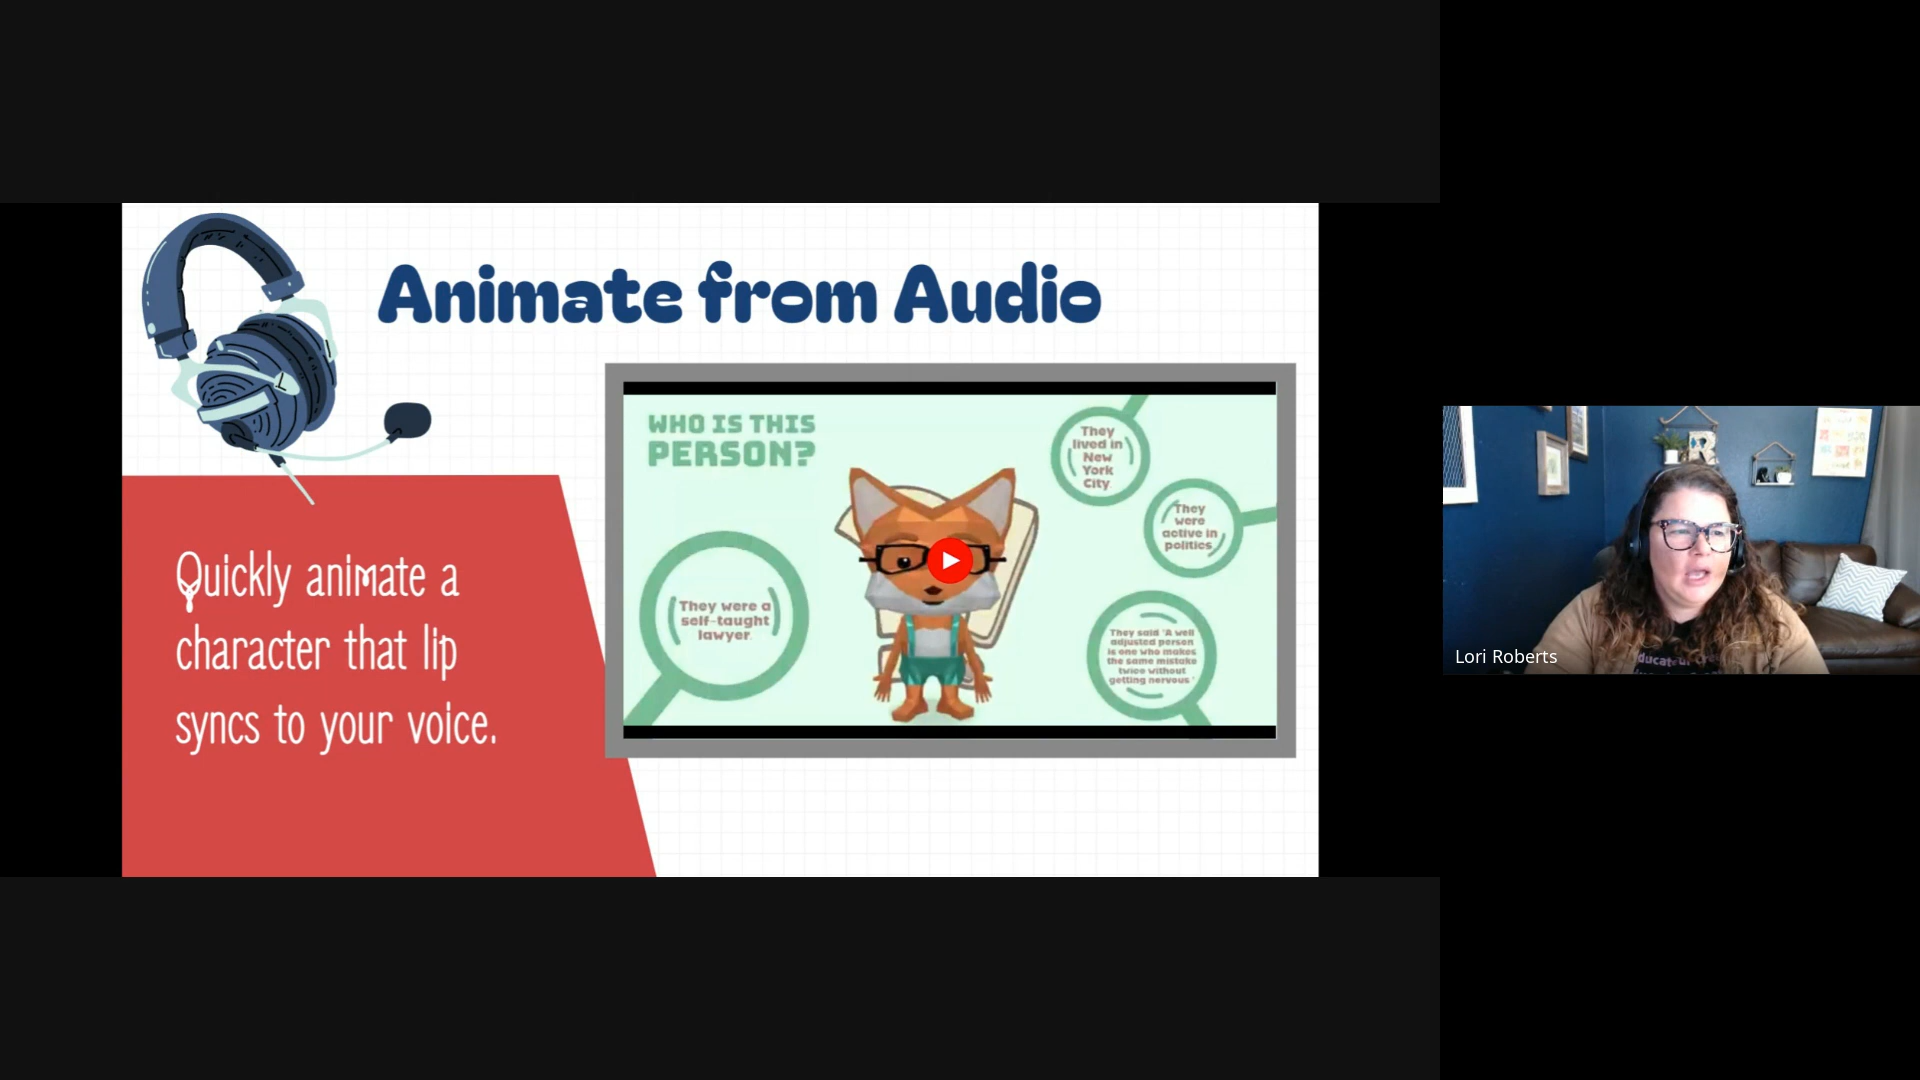 Animate from Audio
Quickly animate a
character that lip
syncs to your voice.
WHO IS THIS
PERSON?
They
lived in
New
York
City.
They
were
active in
politics.
They were a
self-taught
lawyer.
They said "A well
adjusted person
is one who makes
the same mistake
twice without
getting nervous."
L
Lori Roberts